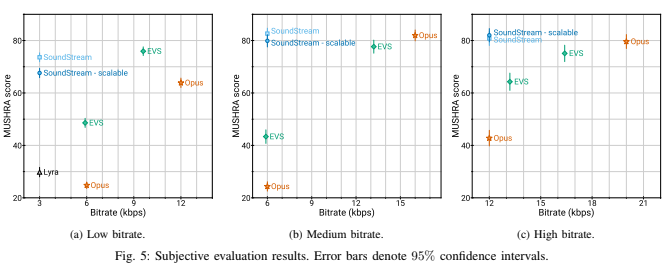 MUSHRA score
80
60
40
20
SoundStream
SoundStream - scalable
EVS
Opus
EVS
Lyra
Opus
3
6
9
12
Bitrate (kbps)
(a) Low bitrate.
MUSHRA score
80
60
40
20
SoundStream
SoundStream - scalable
EVS
Opus
EVS
Opus
6
9
12
15
Bitrate (kbps)
(b) Medium bitrate.
MUSHRA score
80
60
40
20
SoundStream - scalable
SoundStream
Opus
EVS
EVS
Opus
12
15
18
21
Bitrate (kbps)
(c) High bitrate.
Fig. 5: Subjective evaluation results. Error bars denote 95% confidence intervals.